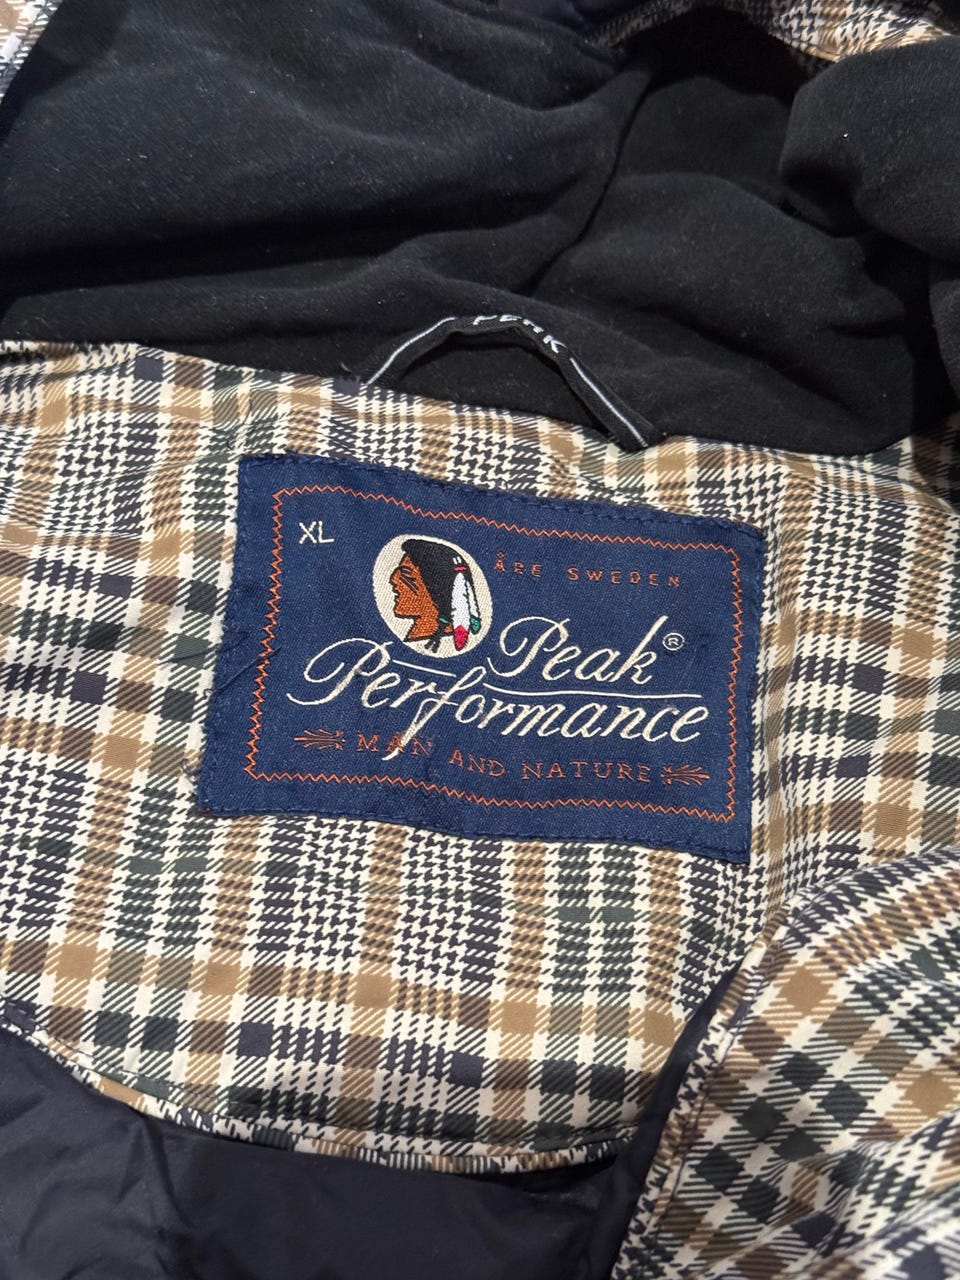 PEAK
XL
ÅRE SWEDEN
Peak®
Performance
MAN AND NATURE